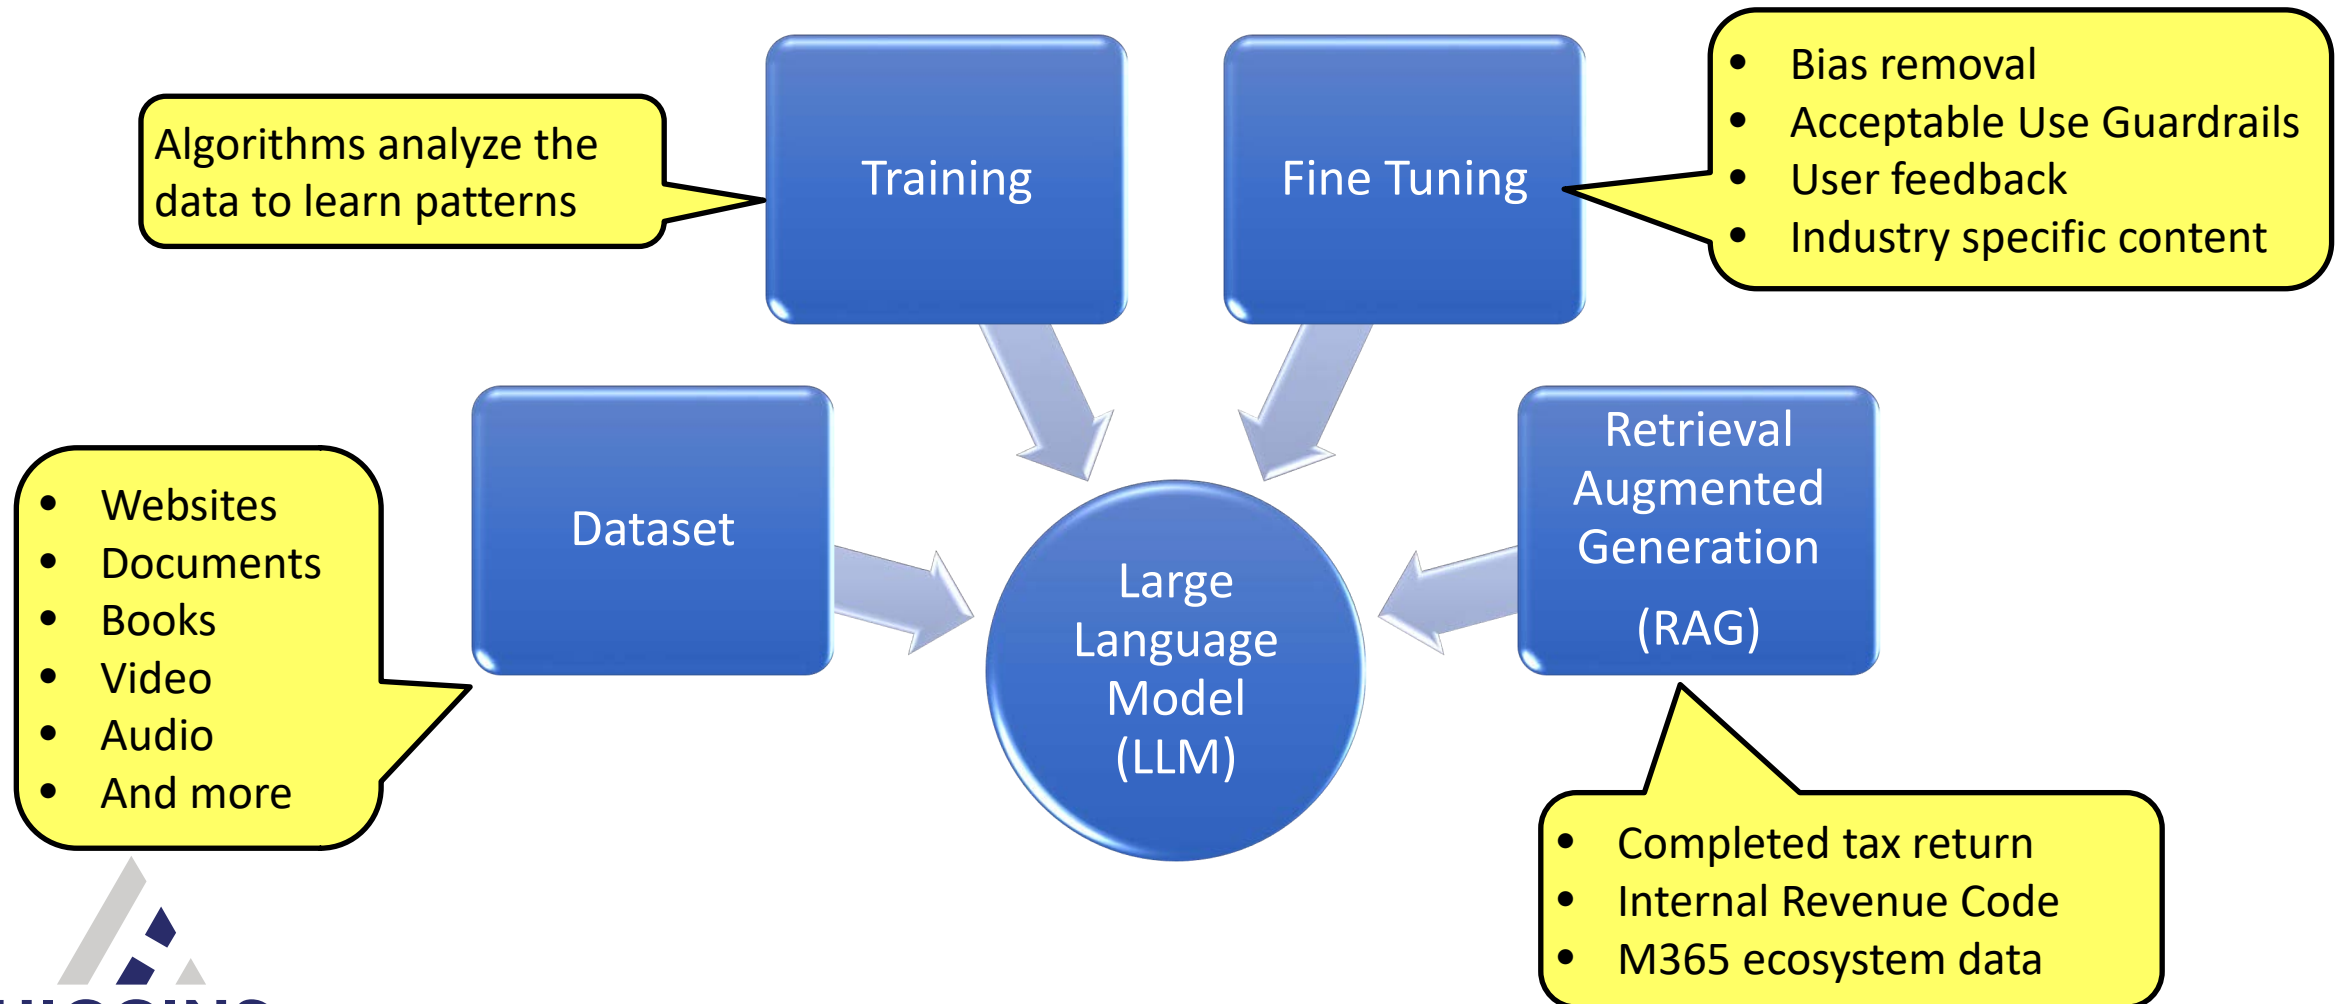 Algorithms analyze the
data to learn patterns
Training
Fine Tuning
• Bias removal
• Acceptable Use Guardrails
• User feedback
• Industry specific content
• Websites
• Documents
• Books
• Video
• Audio
• And more
Dataset
Large
Language
Model
(LLM)
Retrieval
Augmented
Generation
(RAG)
• Completed tax return
• Internal Revenue Code
• M365 ecosystem data